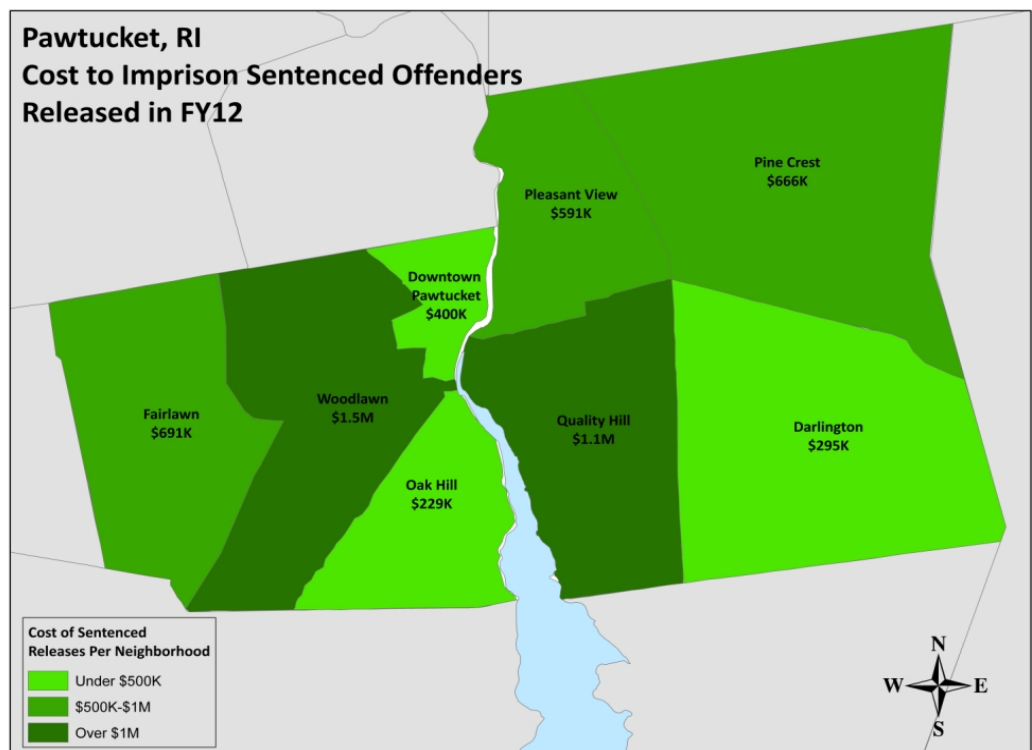 Pawtucket, RI
Cost to Imprison Sentenced Offenders
Released in FY12
Pine Crest
$666K
Pleasant View
$591K
Downtown
Pawtucket
$400K
Fairlawn
$691K
Woodlawn
$1.5M
Quality Hill
$1.1M
Darlington
$295K
Oak Hill
$229K
Cost of Sentenced
Releases Per Neighborhood
Under $500K
$500K-$1M
Over $1M
N
W E
S